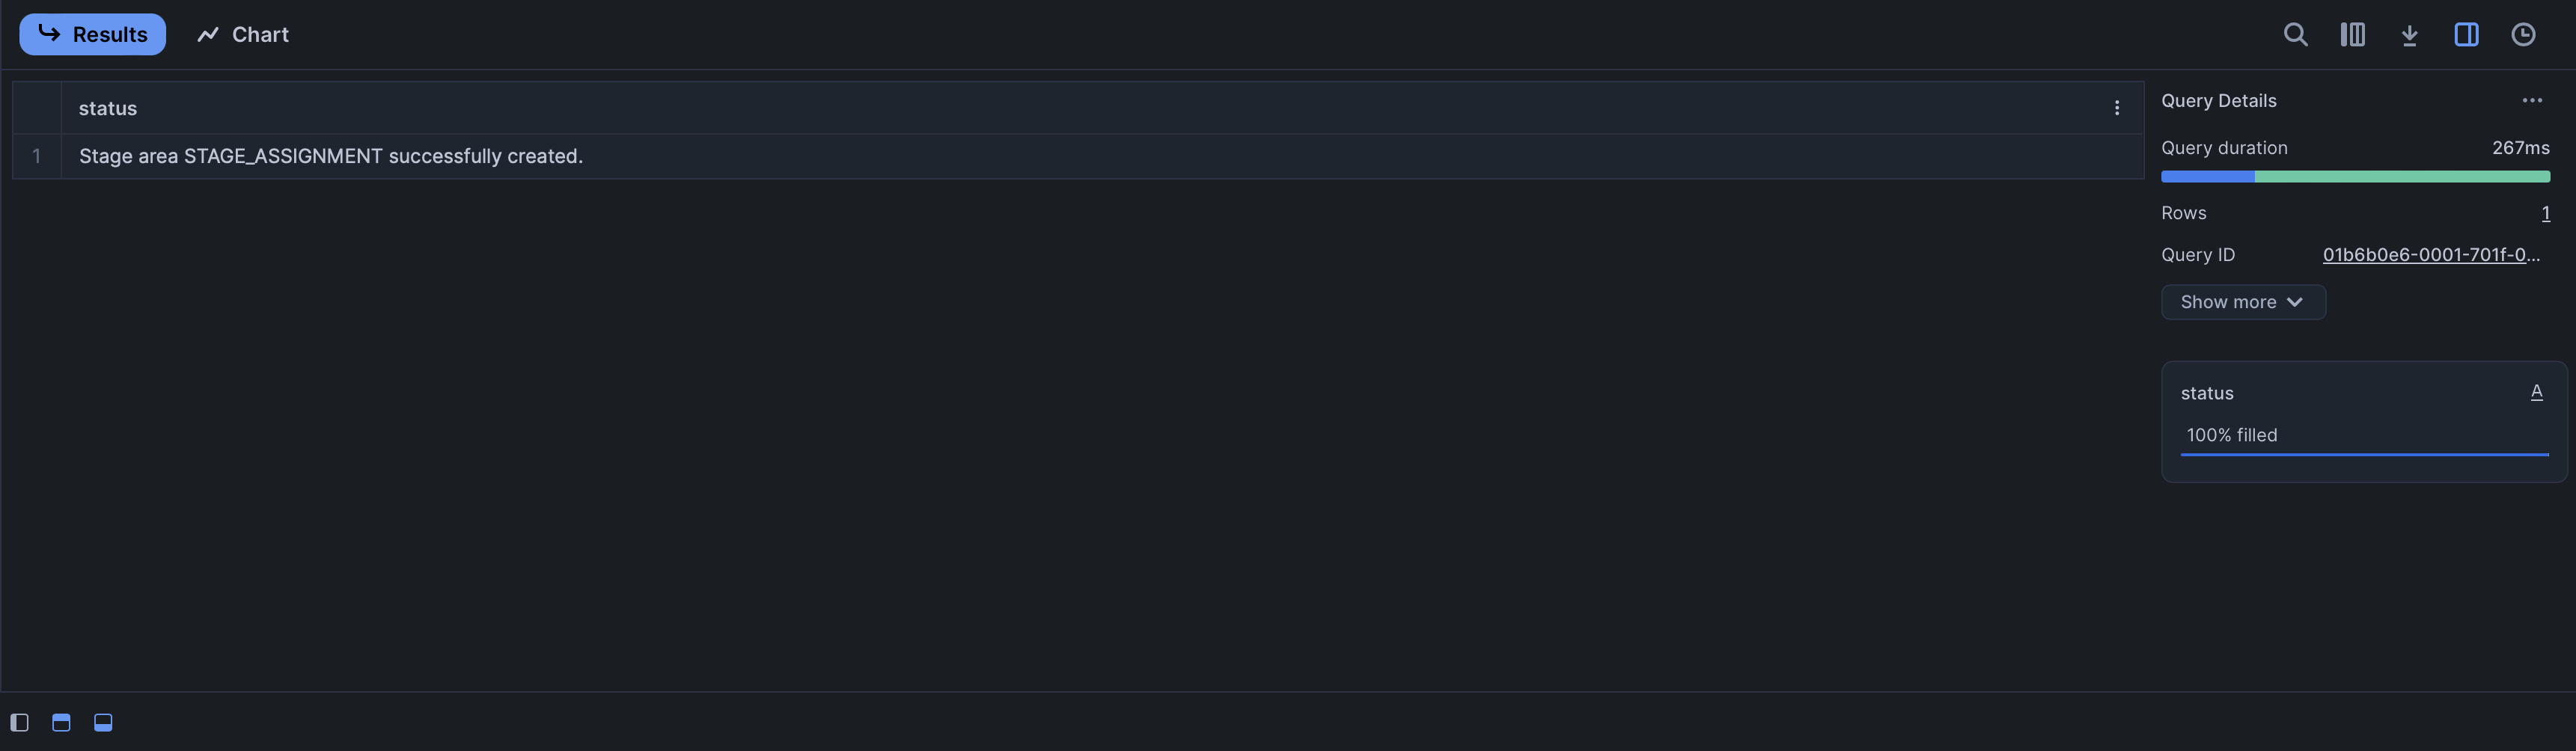 Results Chart
status
1 Stage area STAGE_ASSIGNMENT successfully created.
Query Details
Query duration 267ms
Rows 1
Query ID 01b6b0e6-0001-701f-0...
Show more
status A
100% filled